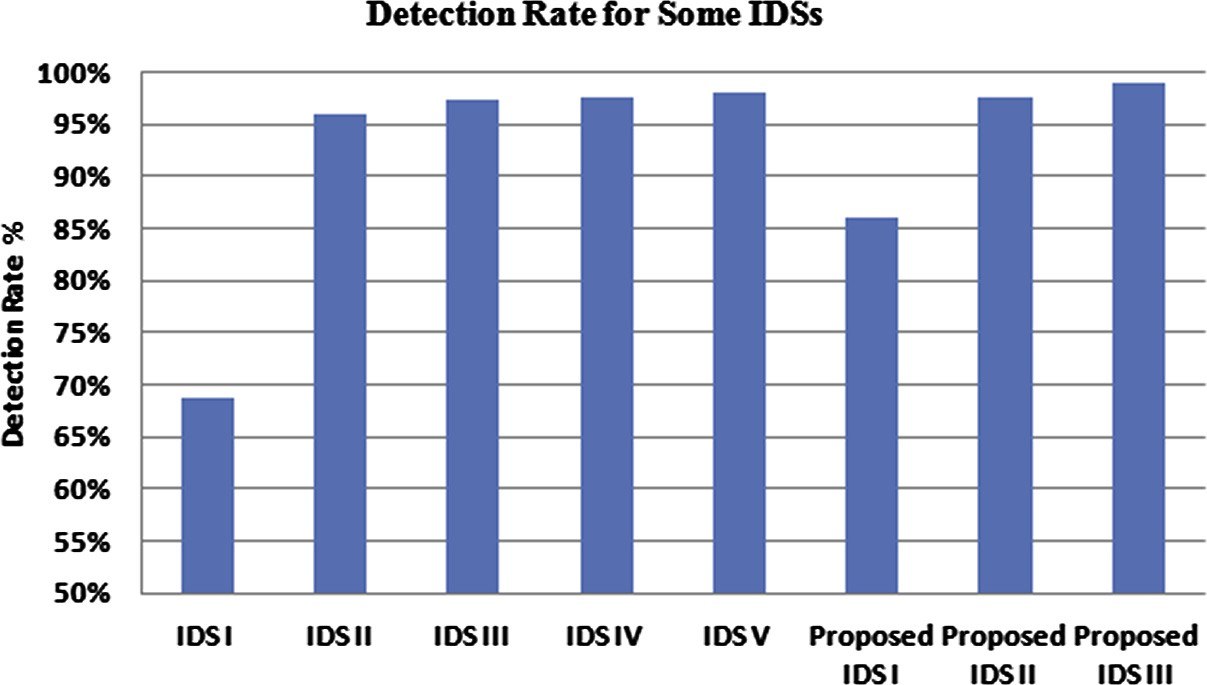 Detection Rate for Some IDSs
Detection Rate %
100%
95%
90%
85%
80%
75%
70%
65%
60%
55%
50%
IDS I
IDS II
IDS III
IDS IV
IDS V
Proposed IDS I
Proposed IDS II
Proposed IDS III